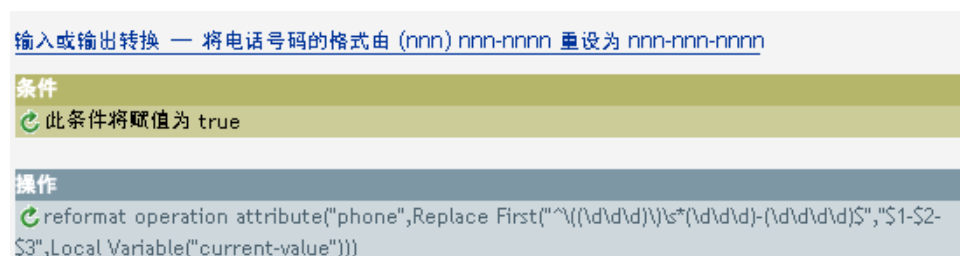 输入或输出转换 — 将电话号码的格式由 (nnn) nnn-nnnn 重设为 nnn-nnn-nnnn
条件
此条件将赋值为 true
操作
reformat operation attribute("phone",Replace First("^\((\d\d\d)\)\s*(\d\d\d)-(\d\d\d\d)$","$1-$2-
$3",Local Variable("current-value")))